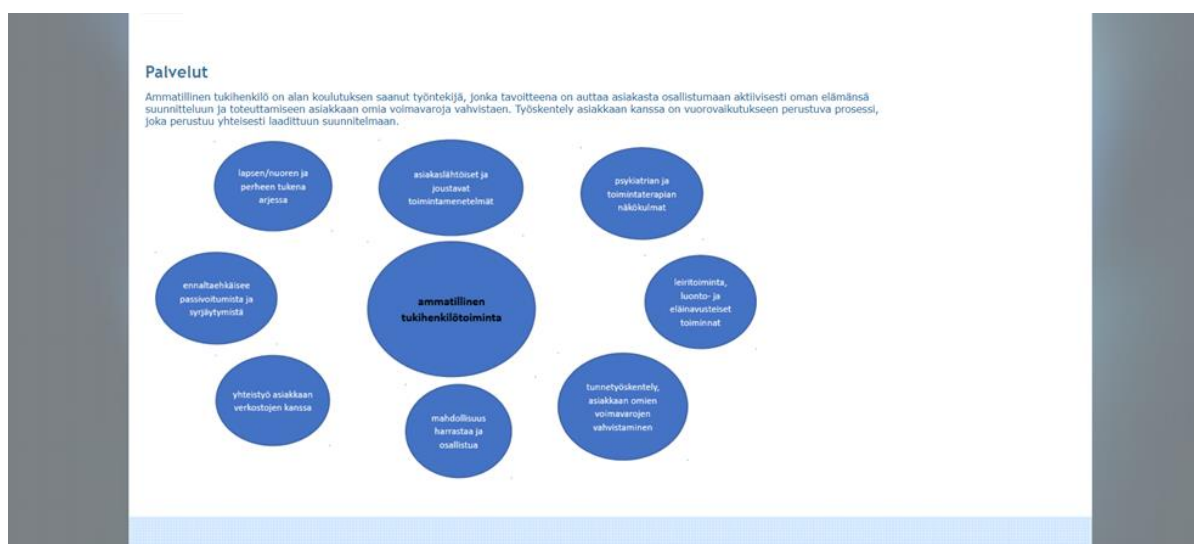 Palvelut
Ammatillinen tukihenkilö on alan koulutuksen saanut työntekijä, jonka tavoitteena on auttaa asiakasta osallistumaan aktiivisesti oman elämänsä
suunnitteluun ja toteuttamiseen asiakkaan omia voimavaroja vahvistaen. Työskentely asiakkaan kanssa on vuorovaikutukseen perustuva prosessi,
joka perustuu yhteisesti laadittuun suunnitelmaan.
lapsen/nuoren ja
perheen tukena
arjessa
asiakaslähtöiset ja
joustavat
toimintamenetelmät
psykiatrian ja
toimintaterapian
näkökulmat
ennaltaehkäisee
passivoitumista ja
syrjäytymistä
ammatillinen
tukihenkilötoiminta
leiritoiminta,
luonto- ja
eläinavusteiset
toiminnat
yhteistyö asiakkaan
verkostojen kanssa
mahdollisuus
harrastaa ja
osallistua
tunnetyöskentely,
asiakkaan omien
voimavarojen
vahvistaminen